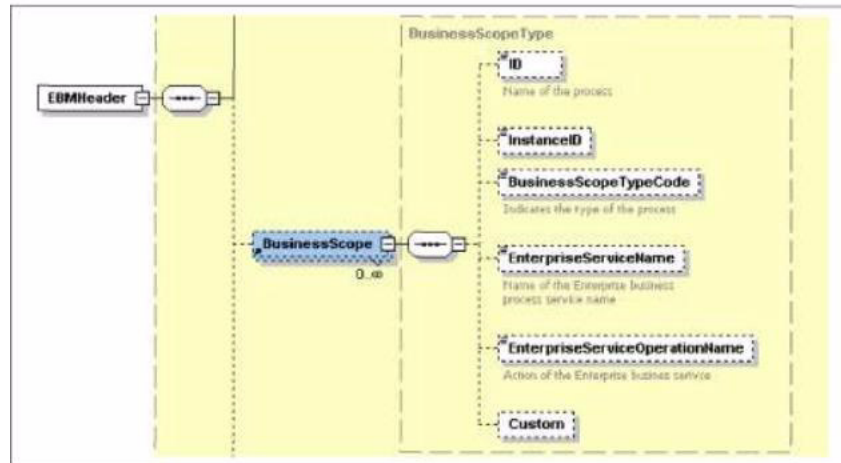 BusinessScopeType
ID
Name of the process
EBMHeader
InstanceID
BusinessScopeTypeCode
Indicates the type of the process
BusinessScope
0..∞
EnterpriseServiceName
Name of the Enterprise business
process service name
EnterpriseServiceOperationName
Action of the Enterprise busines service
Custom